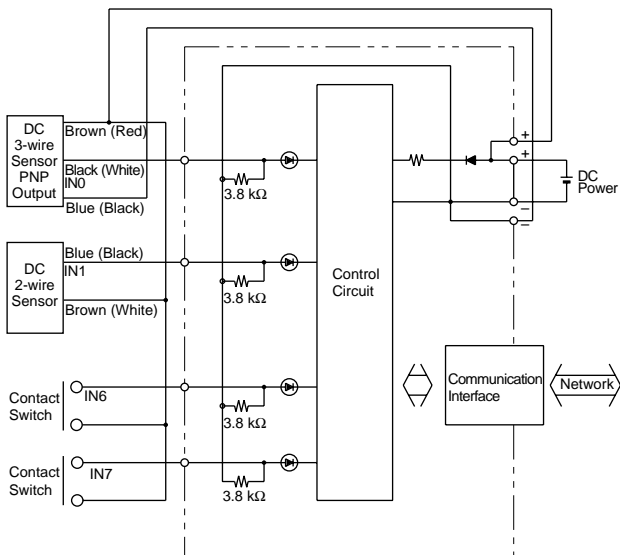 DC
3-wire
Sensor
PNP
Output
Brown (Red)
Black (White)
IN0
Blue (Black)
3.8 kΩ
DC
2-wire
Sensor
Blue (Black)
IN1
Brown (White)
3.8 kΩ
Contact
Switch
IN6
3.8 kΩ
Contact
Switch
IN7
3.8 kΩ
Control
Circuit
+
+
−
−
DC
Power
Communication
Interface
Network